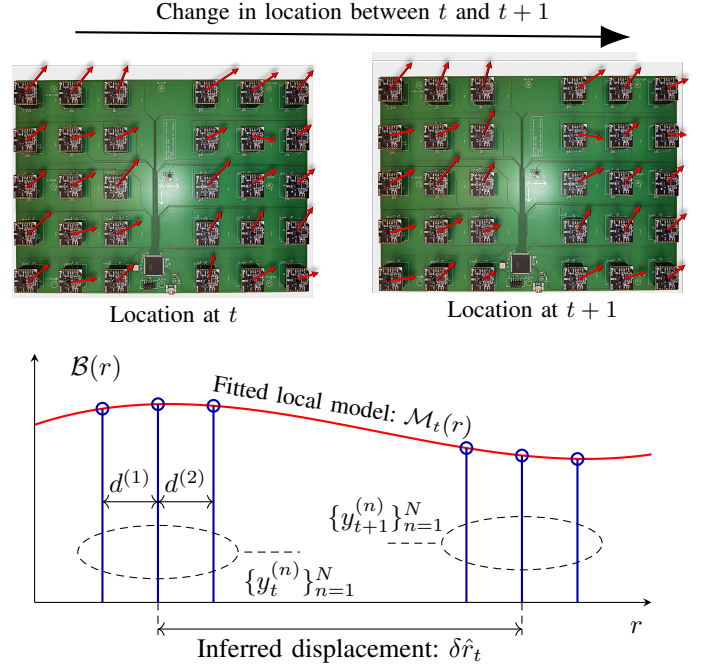 Change in location between t and t + 1
Location at t
Location at t + 1
B(r)
Fitted local model: M_t(r)
d^{(1)} d^{(2)}
{y_{t+1}^{(n)}}_{n=1}^N
{y_t^{(n)}}_{n=1}^N
r
Inferred displacement: δr̂_t